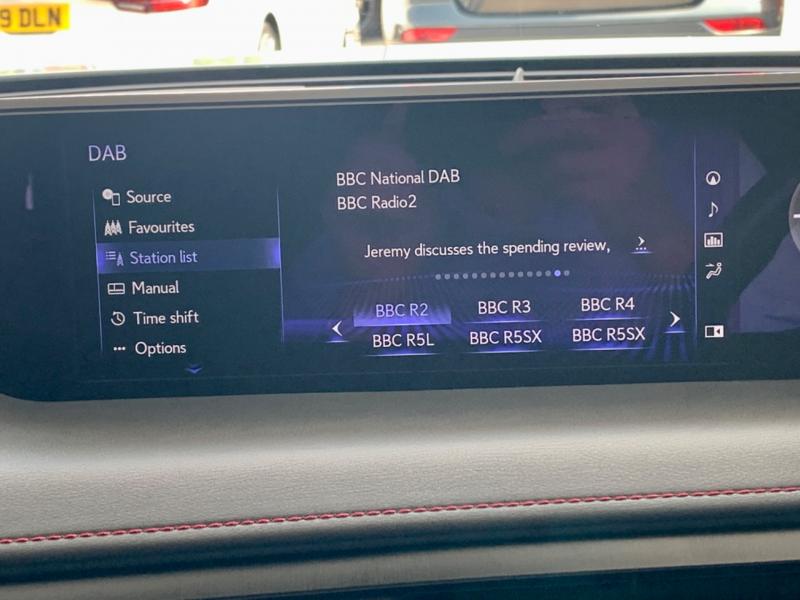 9 DLN
DAB
Source
Favourites
Station list
Manual
Time shift
Options
BBC National DAB
BBC Radio2
Jeremy discusses the spending review,
BBC R2
BBC R3
BBC R4
BBC R5L
BBC R5SX
BBC R5SX